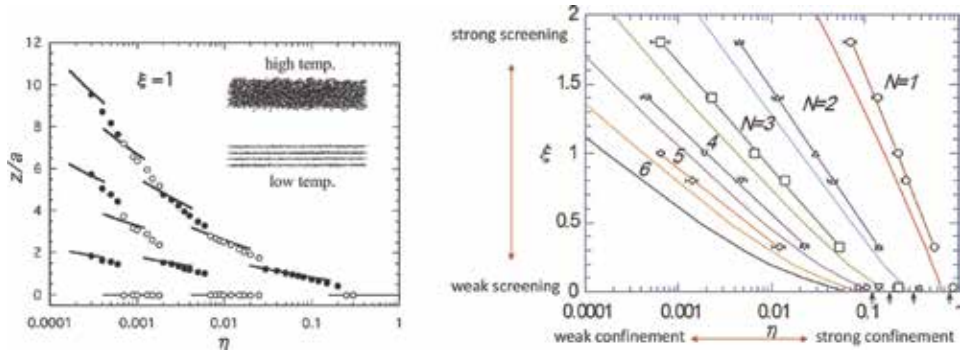 12
10
8
6
4
2
0
z/a
ξ=1
high temp.
low temp.
0.0001 0.001 0.01 0.1 1
η
strong screening
weak screening
2
1.5
1
0.5
0
ξ
N=1
N=2
N=3
4
5
6
0.0001 0.001 0.01 0.1
η
weak confinement
strong confinement